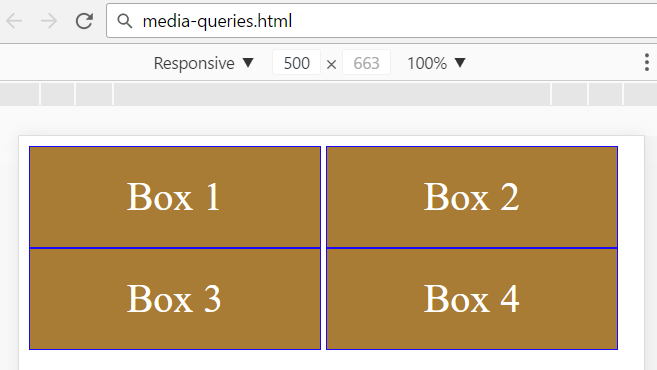 media-queries.html
Responsive ▼ 500 × 663 100% ▼
Box 1 Box 2
Box 3 Box 4